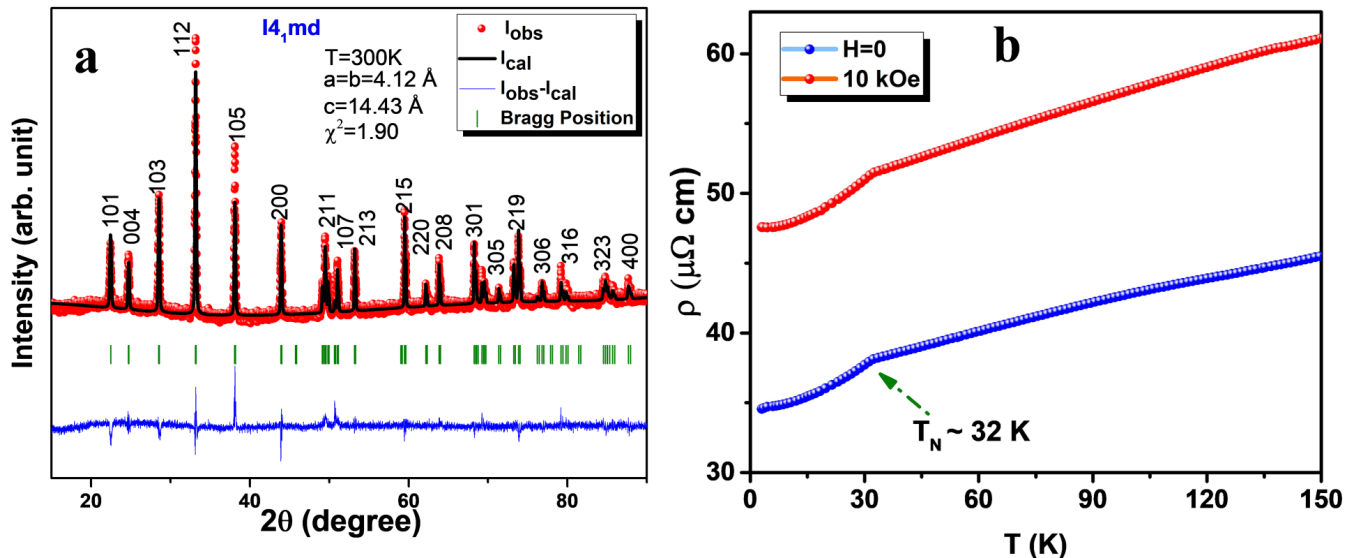 a
I4₁md
T=300K
a=b=4.12 Å
c=14.43 Å
χ²=1.90
I_obs
I_cal
I_obs-I_cal
Bragg Position
101
004
103
112
105
200
211
107
213
215
220
208
301
305
219
306
316
323
400
Intensity (arb. unit)
20
40
60
80
2θ (degree)
b
H=0
10 kOe
T_N ~ 32 K
ρ (μΩ cm)
60
50
40
30
0
30
60
90
120
150
T (K)